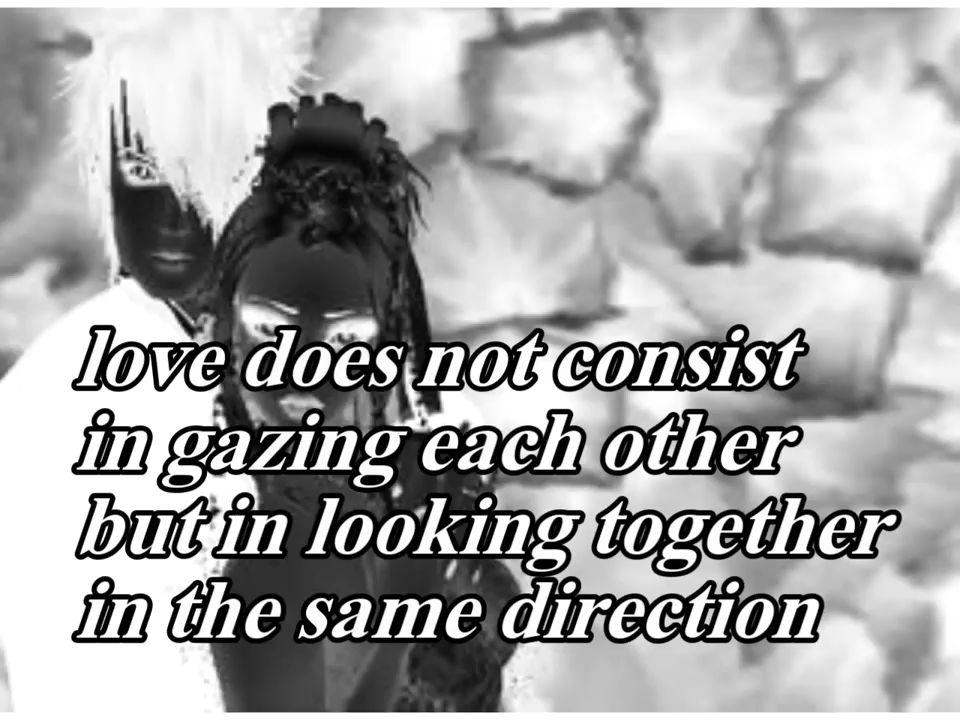 love does not consist
in gazing each other
but in looking together
in the same direction